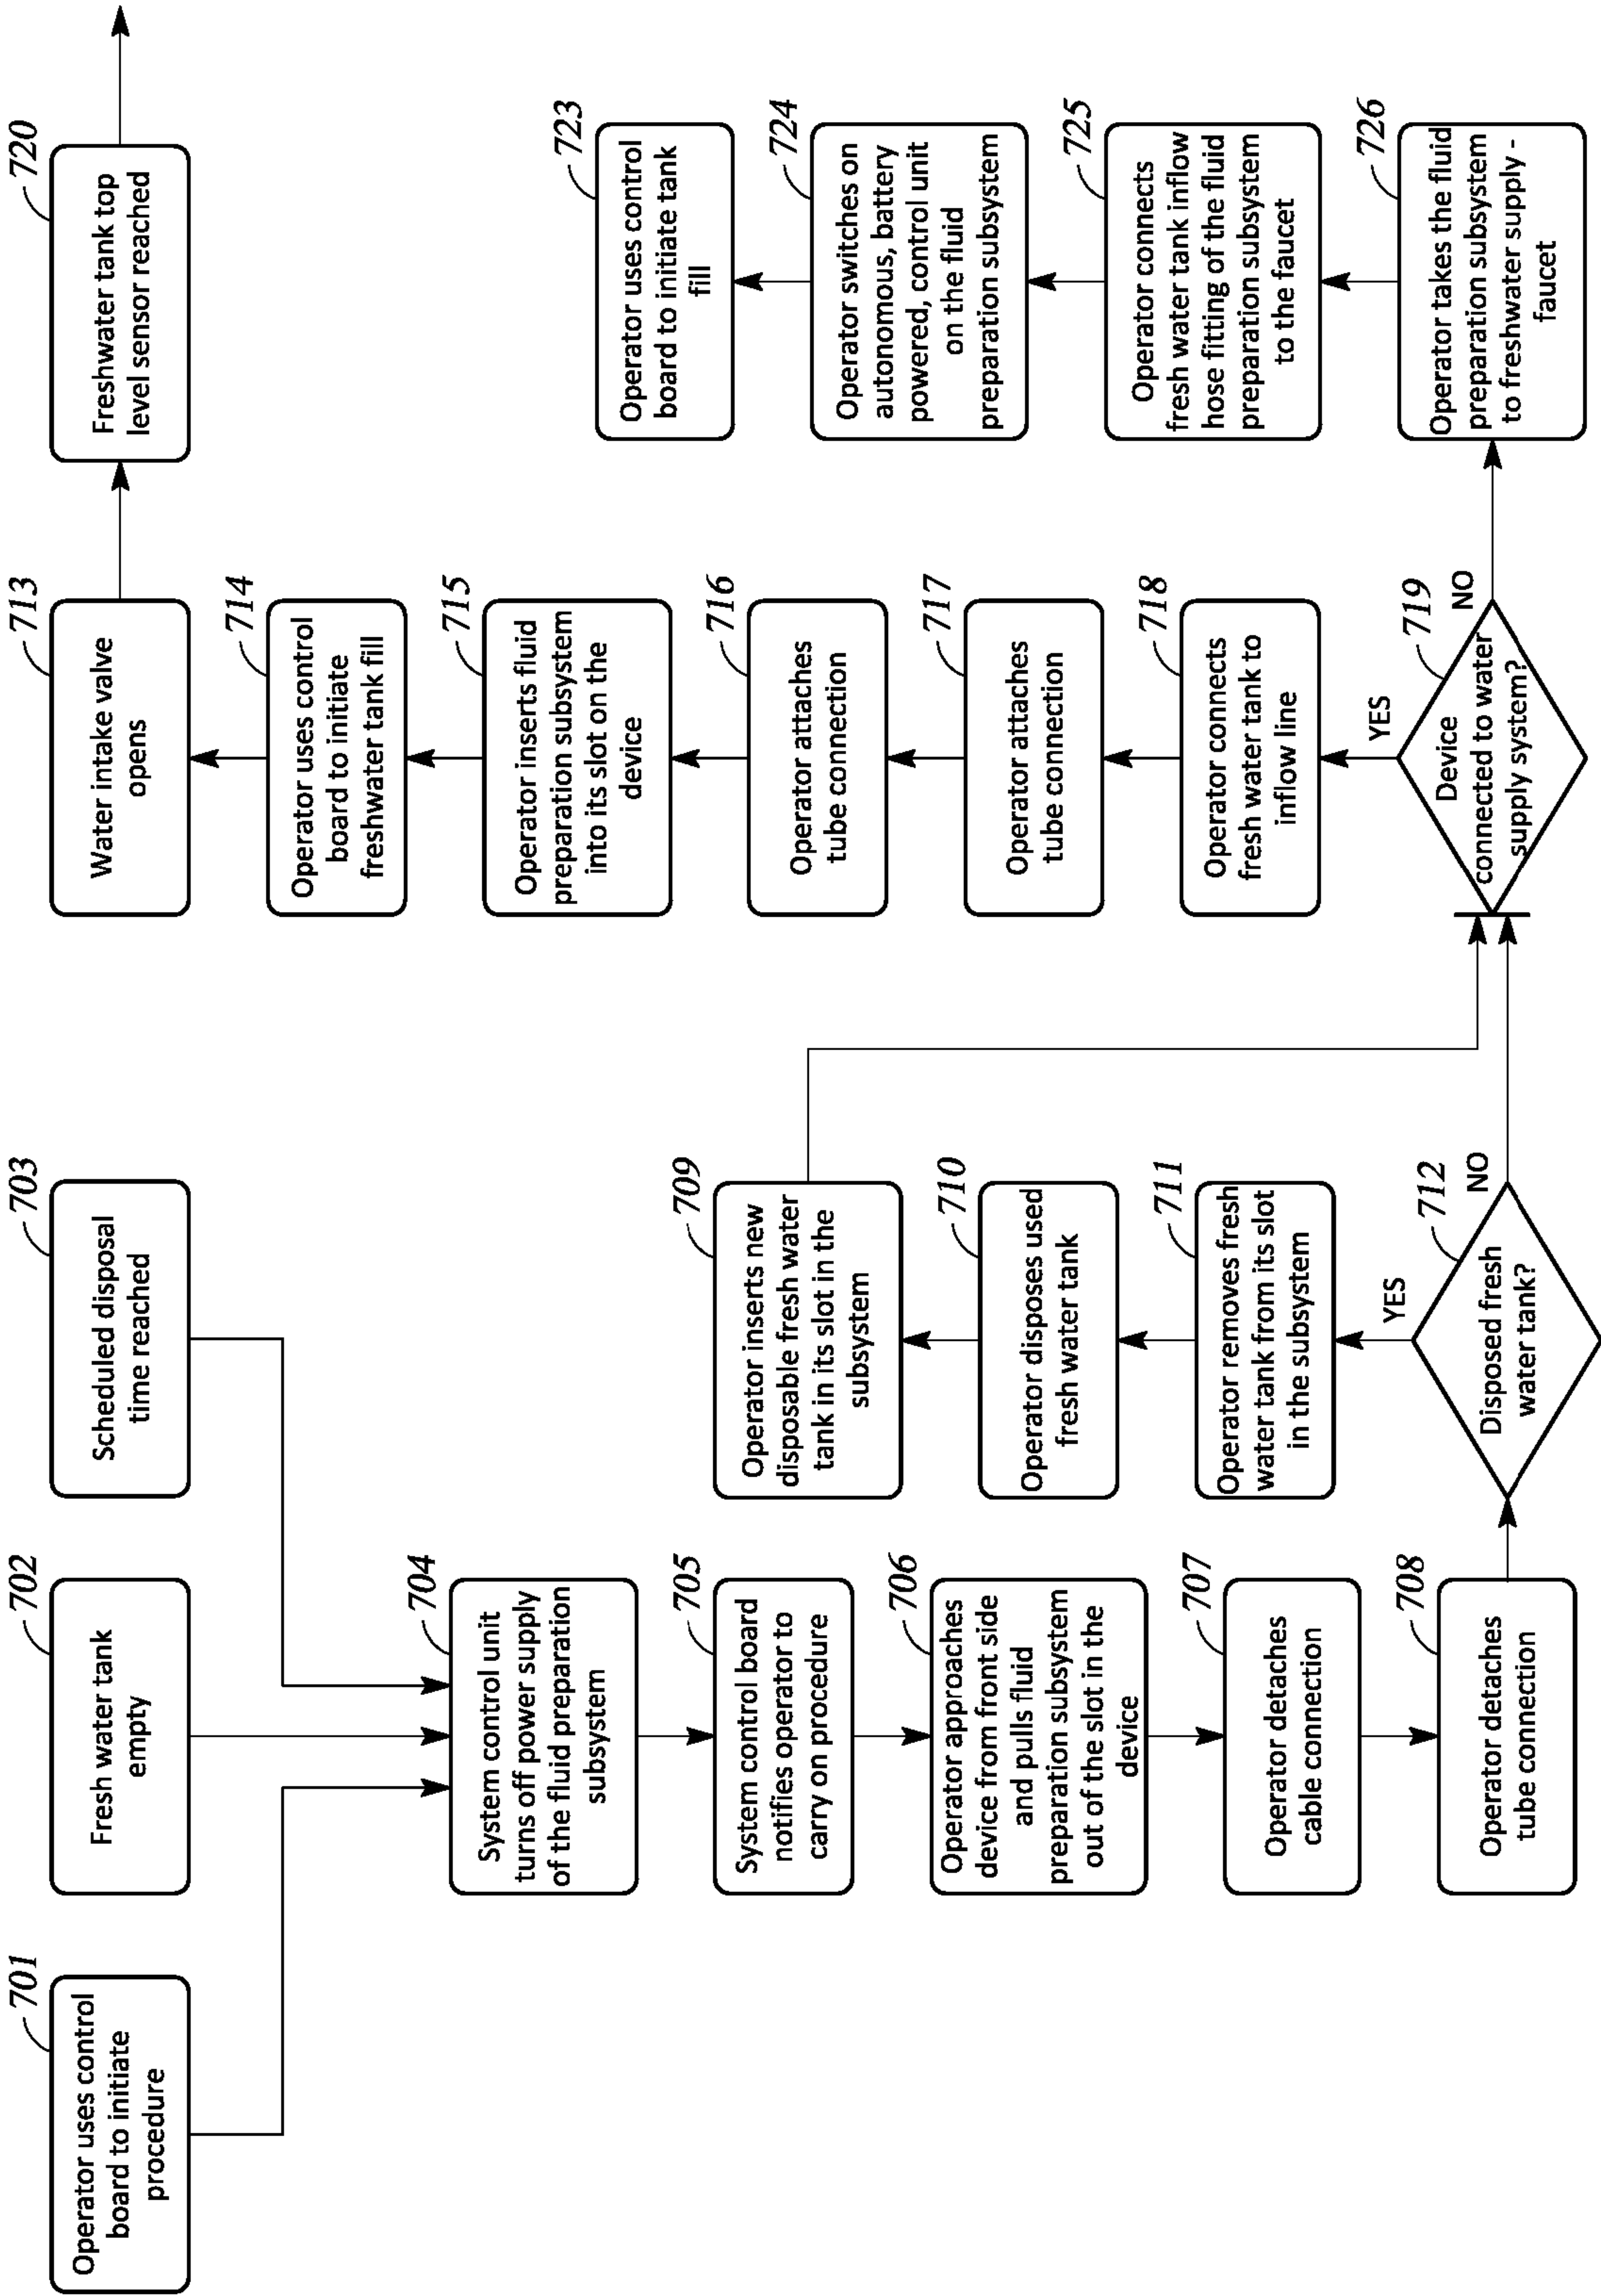 701
Operator uses control
board to initiate
procedure
702
Fresh water tank
empty
703
Scheduled disposal
time reached
704
System control unit
turns off power supply
of the fluid preparation
subsystem
705
System control board
notifies operator to
carry on procedure
706
Operator approaches
device from front side
and pulls fluid
preparation subsystem
out of the slot in the
device
707
Operator detaches
cable connection
708
Operator detaches
tube connection
709
Operator inserts new
disposable fresh water
tank in its slot in the
subsystem
710
Operator disposes used
fresh water tank
711
Operator removes fresh
water tank from its slot
in the subsystem
YES
712
NO
Disposed fresh
water tank?
713
Water intake valve
opens
714
Operator uses control
board to initiate
freshwater tank fill
715
Operator inserts fluid
preparation subsystem
into its slot on the
device
716
Operator attaches
tube connection
717
Operator attaches
tube connection
718
Operator connects
fresh water tank to
inflow line
YES
719
NO
Device
connected to water
supply system?
720
Freshwater tank top
level sensor reached
723
Operator uses control
board to initiate tank
fill
724
Operator switches on
autonomous, battery
powered, control unit
on the fluid
preparation subsystem
725
Operator connects
fresh water tank inflow
hose fitting of the fluid
preparation subsystem
to the faucet
726
Operator takes the fluid
preparation subsystem
to freshwater supply -
faucet